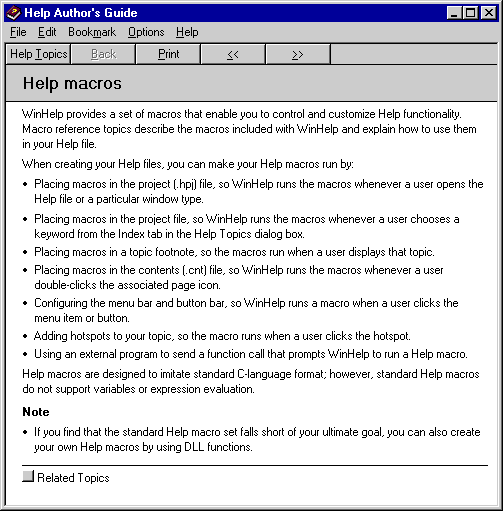 Help Author's Guide
File Edit Bookmark Options Help
Help Topics Back Print << >>
Help macros
WinHelp provides a set of macros that enable you to control and customize Help functionality.
Macro reference topics describe the macros included with WinHelp and explain how to use them
in your Help file.
When creating your Help files, you can make your Help macros run by:
• Placing macros in the project (.hpj) file, so WinHelp runs the macros whenever a user opens the
Help file or a particular window type.
• Placing macros in the project file, so WinHelp runs the macros whenever a user chooses a
keyword from the Index tab in the Help Topics dialog box.
• Placing macros in a topic footnote, so the macros run when a user displays that topic.
• Placing macros in the contents (.cnt) file, so WinHelp runs the macros whenever a user
double-clicks the associated page icon.
• Configuring the menu bar and button bar, so WinHelp runs a macro when a user clicks the
menu item or button.
• Adding hotspots to your topic, so the macro runs when a user clicks the hotspot.
• Using an external program to send a function call that prompts WinHelp to run a Help macro.
Help macros are designed to imitate standard C-language format; however, standard Help macros
do not support variables or expression evaluation.
Note
• If you find that the standard Help macro set falls short of your ultimate goal, you can also create
your own Help macros by using DLL functions.
Related Topics